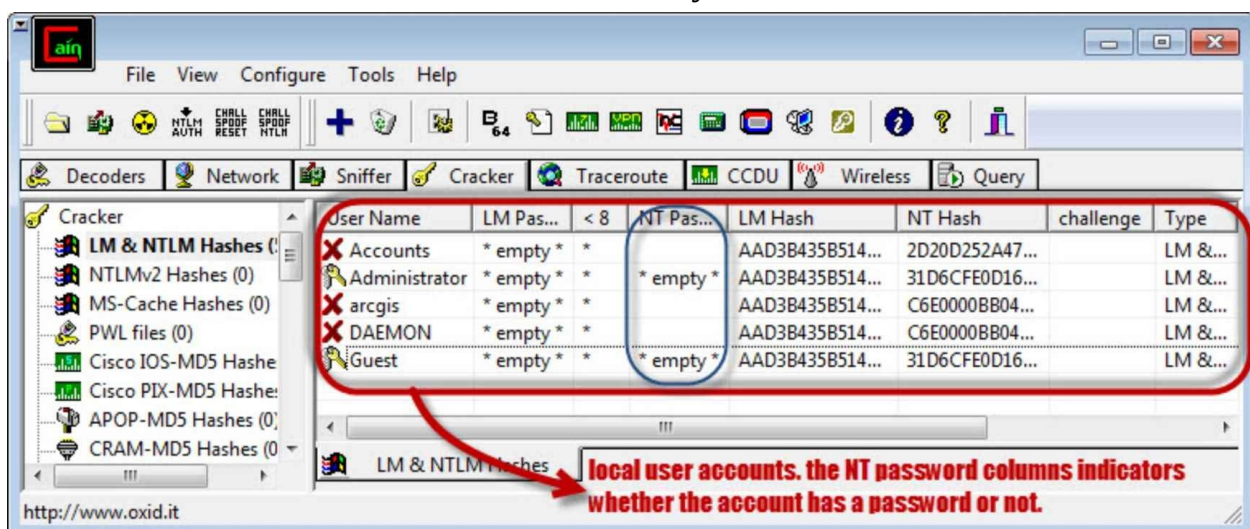 Cain
File View Configure Tools Help
NTLM AUTH CHALL SPOOF RESET CHALL SPOOF NTLM B64
Decoders Network Sniffer Cracker Traceroute CCDU Wireless Query
Cracker
LM & NTLM Hashes (
NTLMv2 Hashes (0)
MS-Cache Hashes (0)
PWL files (0)
Cisco IOS-MD5 Hashe
Cisco PIX-MD5 Hashe
APOP-MD5 Hashes (0)
CRAM-MD5 Hashes (0
User Name LM Pas... < 8 NT Pas... LM Hash NT Hash challenge Type
Accounts * empty * * AAD3B435B514... 2D20D252A47... LM &...
Administrator * empty * * * empty * AAD3B435B514... 31D6CFE0D16... LM &...
arcgis * empty * * AAD3B435B514... C6E0000BB04... LM &...
DAEMON * empty * * AAD3B435B514... C6E0000BB04... LM &...
Guest * empty * * * empty * AAD3B435B514... 31D6CFE0D16... LM &...
LM & NTLM Hashes
local user accounts. the NT password columns indicators
whether the account has a password or not.
http://www.oxid.it